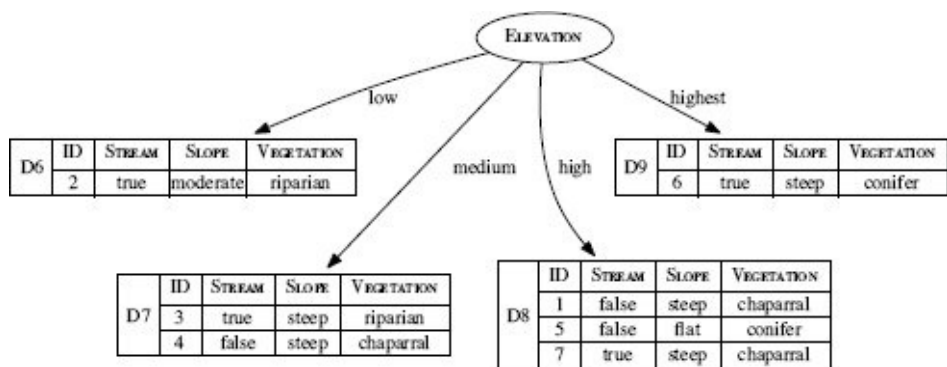 ELEVATION
low
medium
high
highest
D6
ID STREAM SLOPE VEGETATION
2 true moderate riparian
D9
ID STREAM SLOPE VEGETATION
6 true steep conifer
D7
ID STREAM SLOPE VEGETATION
3 true steep riparian
4 false steep chaparral
D8
ID STREAM SLOPE VEGETATION
1 false steep chaparral
5 false flat conifer
7 true steep chaparral